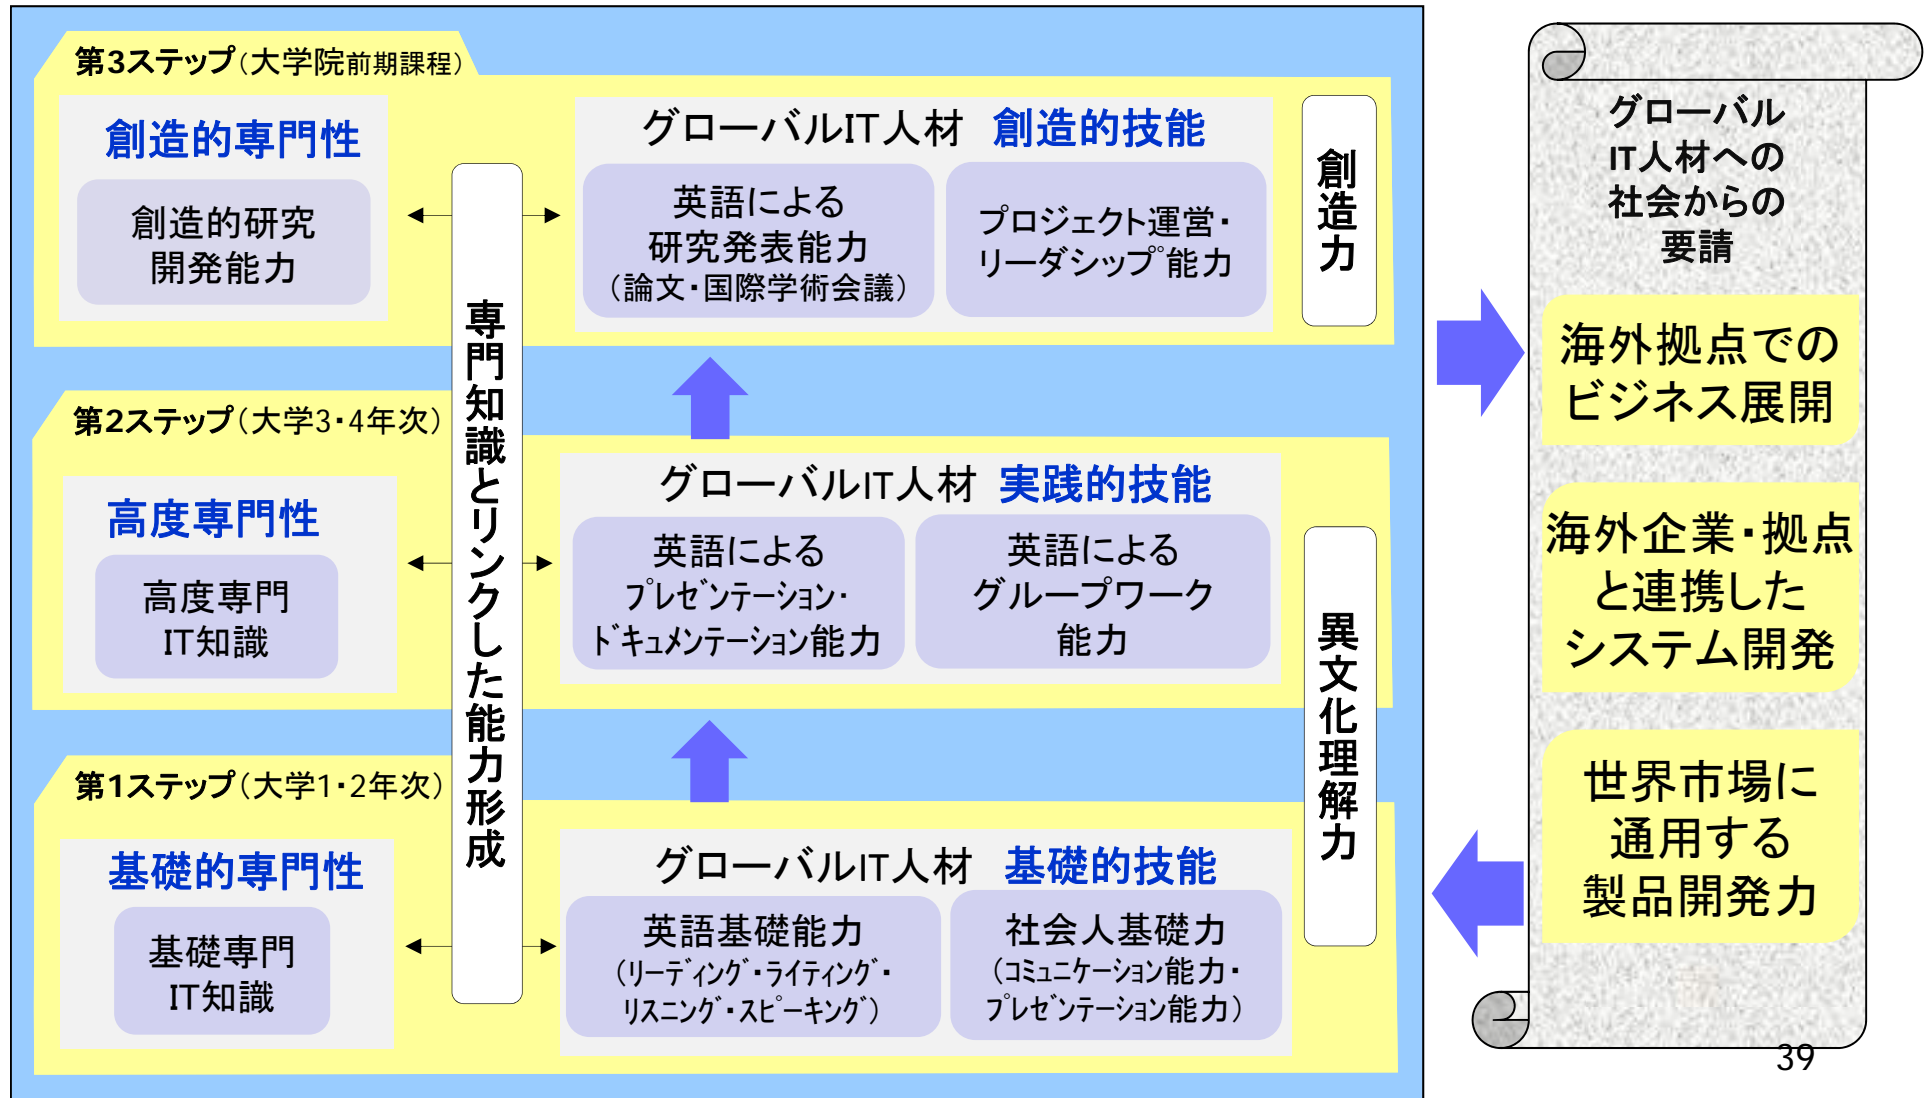 第3ステップ(大学院前期課程)
創造的専門性
創造的研究
開発能力
グローバルIT人材 創造的技能
英語による
研究発表能力
(論文・国際学術会議)
プロジェクト運営・
リーダシップ能力
創造力
専門知識とリンクした能力形成
第2ステップ(大学3・4年次)
高度専門性
高度専門
IT知識
グローバルIT人材 実践的技能
英語による
プレゼンテーション・
ドキュメンテーション能力
英語による
グループワーク
能力
異文化理解力
第1ステップ(大学1・2年次)
基礎的専門性
基礎専門
IT知識
グローバルIT人材 基礎的技能
英語基礎能力
(リーディング・ライティング・
リスニング・スピーキング)
社会人基礎力
(コミュニケーション能力・
プレゼンテーション能力)
グローバル
IT人材への
社会からの
要請
海外拠点での
ビジネス展開
海外企業・拠点
と連携した
システム開発
世界市場に
通用する
製品開発力
39